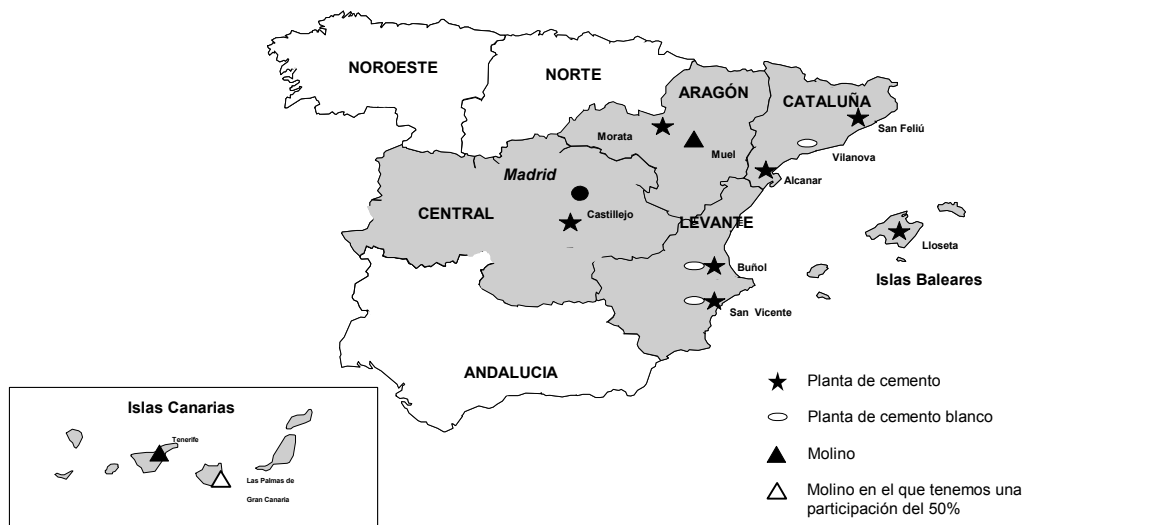 NOROESTE
NORTE
ARAGÓN
CATALUÑA
San Feliú
Morata
Muel
Vilanova
Alcanar
Madrid
CENTRAL
Castillejo
LEVANTE
Lloseta
Buñol
Islas Baleares
San Vicente
ANDALUCIA
Planta de cemento
Islas Canarias
Planta de cemento blanco
Tenerife
Molino
Las Palmas de
Gran Canaria
Molino en el que tenemos una
participación del 50%